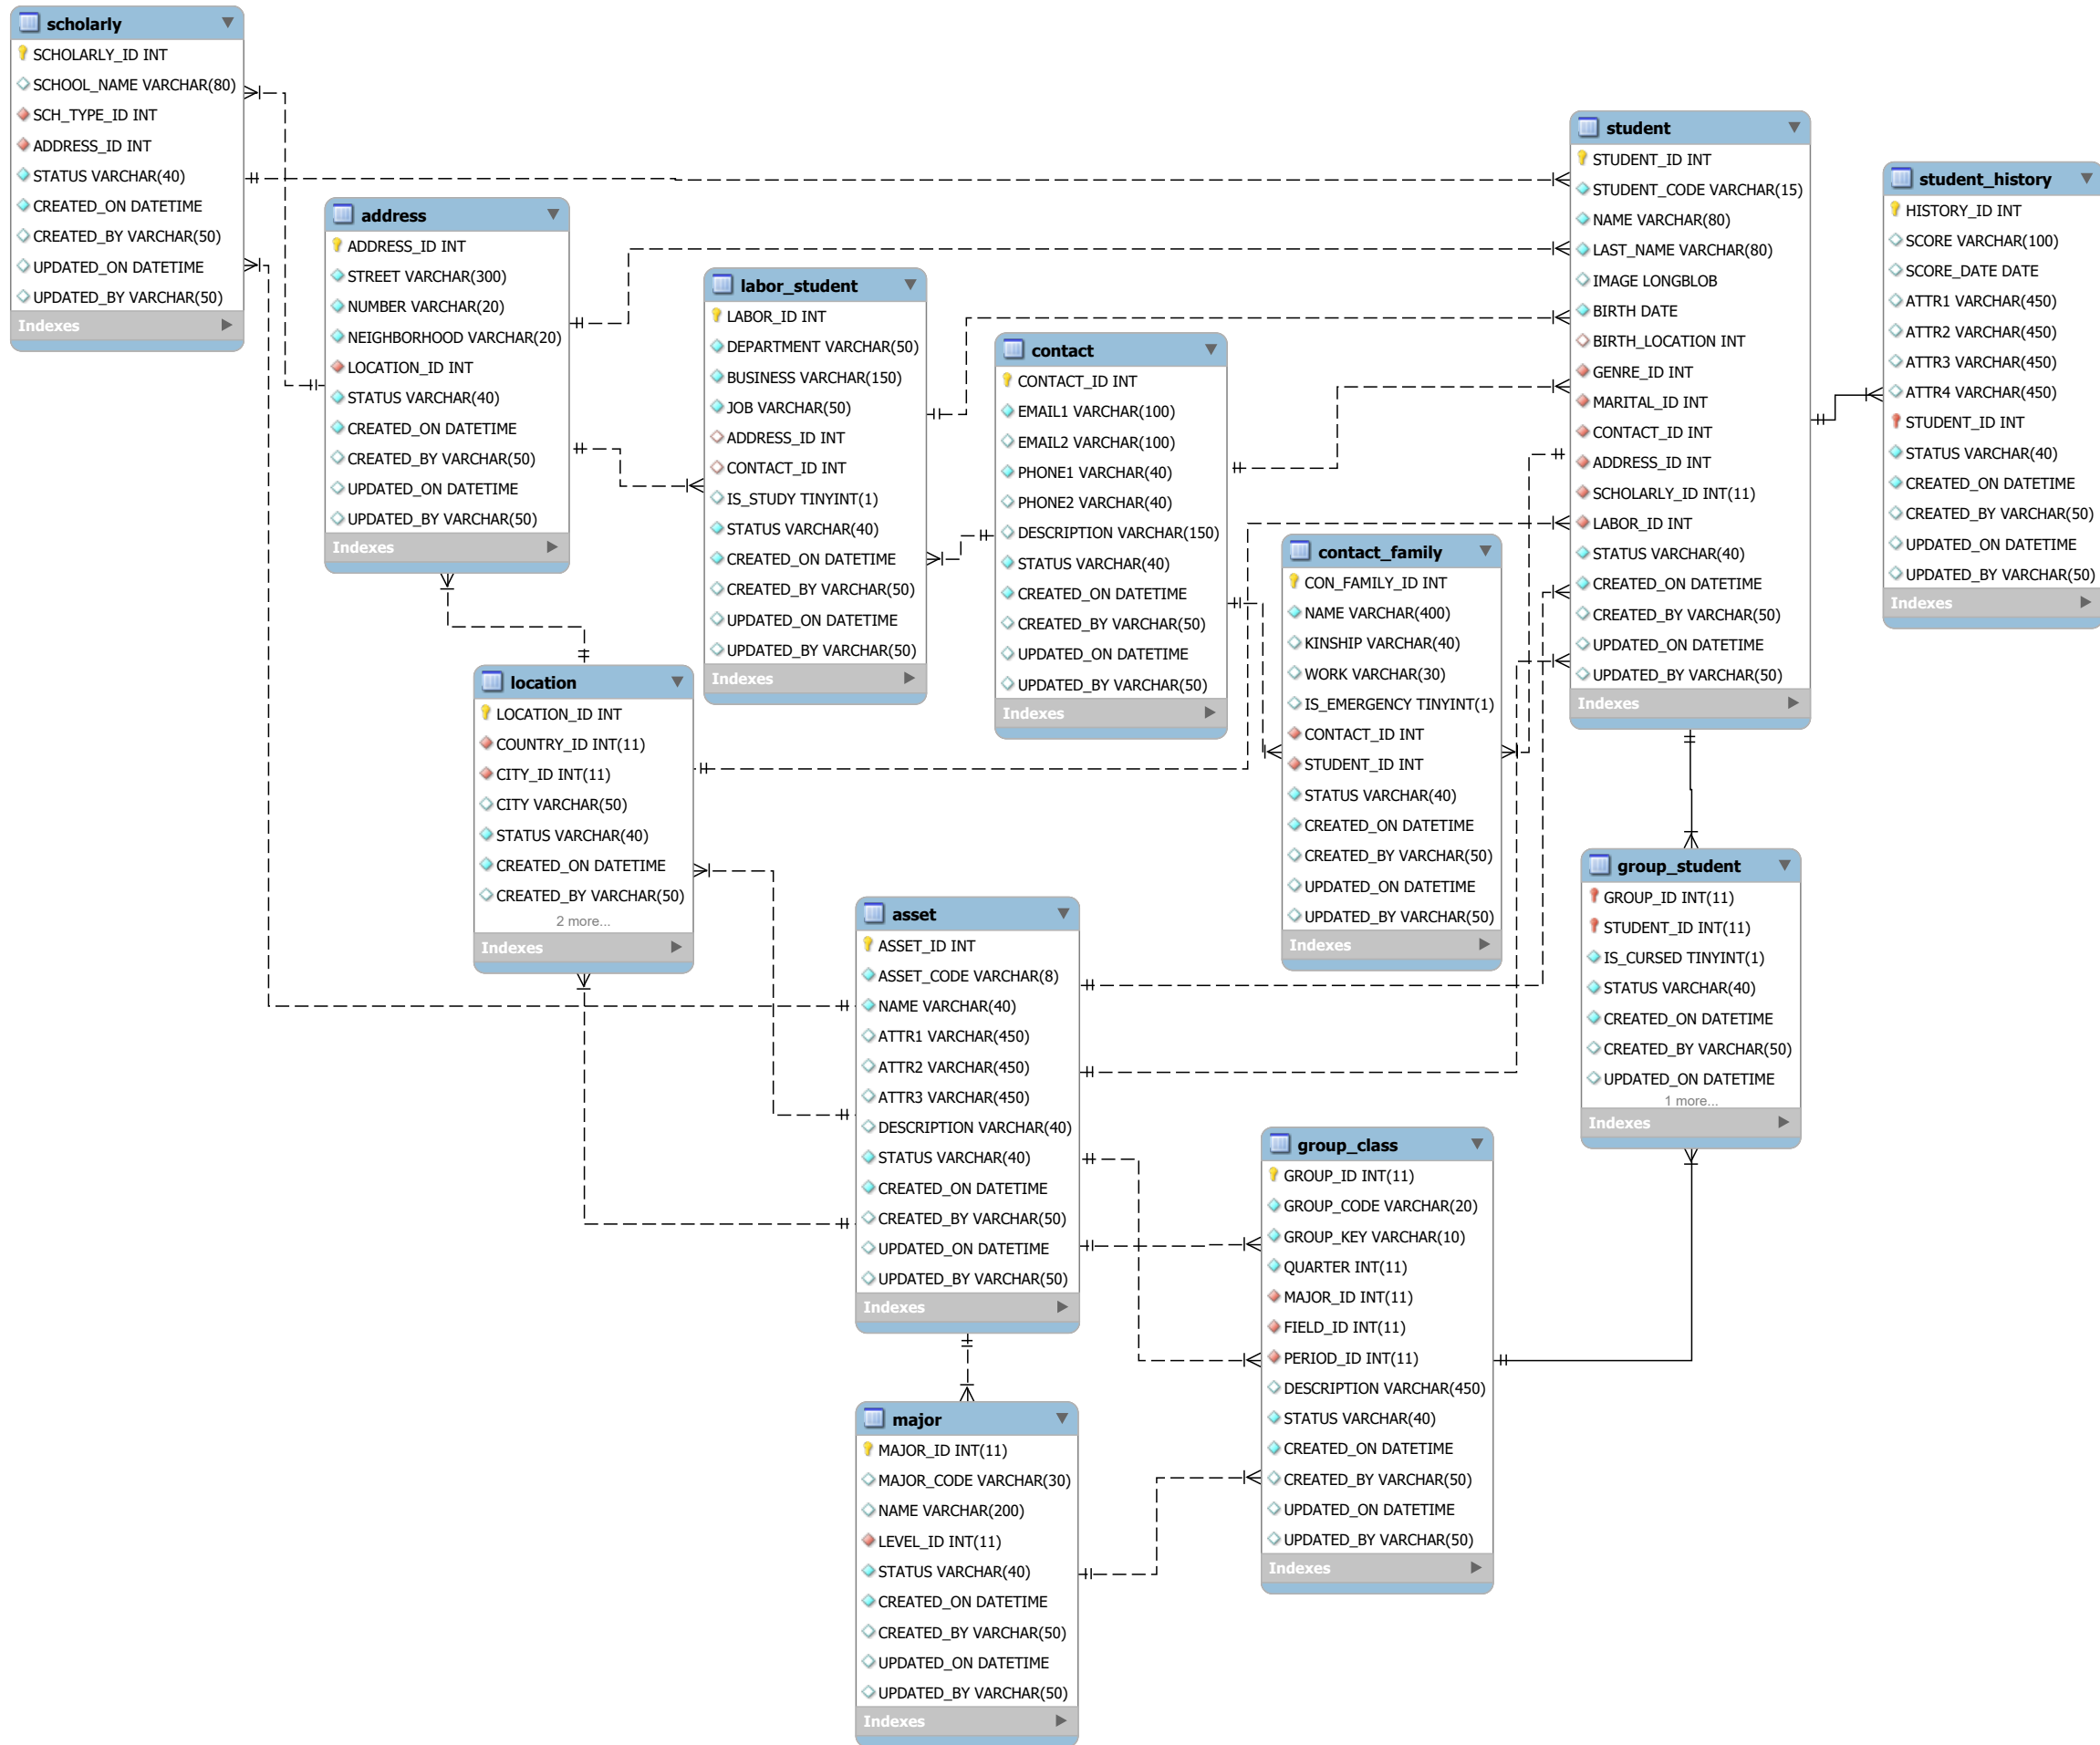 scholarly
SCHOLARLY_ID INT
SCHOOL_NAME VARCHAR(80)
SCH_TYPE_ID INT
ADDRESS_ID INT
STATUS VARCHAR(40)
CREATED_ON DATETIME
CREATED_BY VARCHAR(50)
UPDATED_ON DATETIME
UPDATED_BY VARCHAR(50)
Indexes
address
ADDRESS_ID INT
STREET VARCHAR(300)
NUMBER VARCHAR(20)
NEIGHBORHOOD VARCHAR(20)
LOCATION_ID INT
STATUS VARCHAR(40)
CREATED_ON DATETIME
CREATED_BY VARCHAR(50)
UPDATED_ON DATETIME
UPDATED_BY VARCHAR(50)
Indexes
labor_student
LABOR_ID INT
DEPARTMENT VARCHAR(50)
BUSINESS VARCHAR(150)
JOB VARCHAR(50)
ADDRESS_ID INT
CONTACT_ID INT
IS_STUDY TINYINT(1)
STATUS VARCHAR(40)
CREATED_ON DATETIME
CREATED_BY VARCHAR(50)
UPDATED_ON DATETIME
UPDATED_BY VARCHAR(50)
Indexes
contact
CONTACT_ID INT
EMAIL1 VARCHAR(100)
EMAIL2 VARCHAR(100)
PHONE1 VARCHAR(40)
PHONE2 VARCHAR(40)
DESCRIPTION VARCHAR(150)
STATUS VARCHAR(40)
CREATED_ON DATETIME
CREATED_BY VARCHAR(50)
UPDATED_ON DATETIME
UPDATED_BY VARCHAR(50)
Indexes
student
STUDENT_ID INT
STUDENT_CODE VARCHAR(15)
NAME VARCHAR(80)
LAST_NAME VARCHAR(80)
IMAGE LONGBLOB
BIRTH DATE
BIRTH_LOCATION INT
GENRE_ID INT
MARITAL_ID INT
CONTACT_ID INT
ADDRESS_ID INT
SCHOLARLY_ID INT(11)
LABOR_ID INT
STATUS VARCHAR(40)
CREATED_ON DATETIME
CREATED_BY VARCHAR(50)
UPDATED_ON DATETIME
UPDATED_BY VARCHAR(50)
Indexes
student_history
HISTORY_ID INT
SCORE VARCHAR(100)
SCORE_DATE DATE
ATTR1 VARCHAR(450)
ATTR2 VARCHAR(450)
ATTR3 VARCHAR(450)
ATTR4 VARCHAR(450)
STUDENT_ID INT
STATUS VARCHAR(40)
CREATED_ON DATETIME
CREATED_BY VARCHAR(50)
UPDATED_ON DATETIME
UPDATED_BY VARCHAR(50)
Indexes
contact_family
CON_FAMILY_ID INT
NAME VARCHAR(400)
KINSHIP VARCHAR(40)
WORK VARCHAR(30)
IS_EMERGENCY TINYINT(1)
CONTACT_ID INT
STUDENT_ID INT
STATUS VARCHAR(40)
CREATED_ON DATETIME
CREATED_BY VARCHAR(50)
UPDATED_ON DATETIME
UPDATED_BY VARCHAR(50)
Indexes
location
LOCATION_ID INT
COUNTRY_ID INT(11)
CITY_ID INT(11)
CITY VARCHAR(50)
STATUS VARCHAR(40)
CREATED_ON DATETIME
CREATED_BY VARCHAR(50)
2 more...
Indexes
asset
ASSET_ID INT
ASSET_CODE VARCHAR(8)
NAME VARCHAR(40)
ATTR1 VARCHAR(450)
ATTR2 VARCHAR(450)
ATTR3 VARCHAR(450)
DESCRIPTION VARCHAR(40)
STATUS VARCHAR(40)
CREATED_ON DATETIME
CREATED_BY VARCHAR(50)
UPDATED_ON DATETIME
UPDATED_BY VARCHAR(50)
Indexes
group_student
GROUP_ID INT(11)
STUDENT_ID INT(11)
IS_CURSED TINYINT(1)
STATUS VARCHAR(40)
CREATED_ON DATETIME
CREATED_BY VARCHAR(50)
UPDATED_ON DATETIME
1 more...
Indexes
group_class
GROUP_ID INT(11)
GROUP_CODE VARCHAR(20)
GROUP_KEY VARCHAR(10)
QUARTER INT(11)
MAJOR_ID INT(11)
FIELD_ID INT(11)
PERIOD_ID INT(11)
DESCRIPTION VARCHAR(450)
STATUS VARCHAR(40)
CREATED_ON DATETIME
CREATED_BY VARCHAR(50)
UPDATED_ON DATETIME
UPDATED_BY VARCHAR(50)
Indexes
major
MAJOR_ID INT(11)
MAJOR_CODE VARCHAR(30)
NAME VARCHAR(200)
LEVEL_ID INT(11)
STATUS VARCHAR(40)
CREATED_ON DATETIME
CREATED_BY VARCHAR(50)
UPDATED_ON DATETIME
UPDATED_BY VARCHAR(50)
Indexes